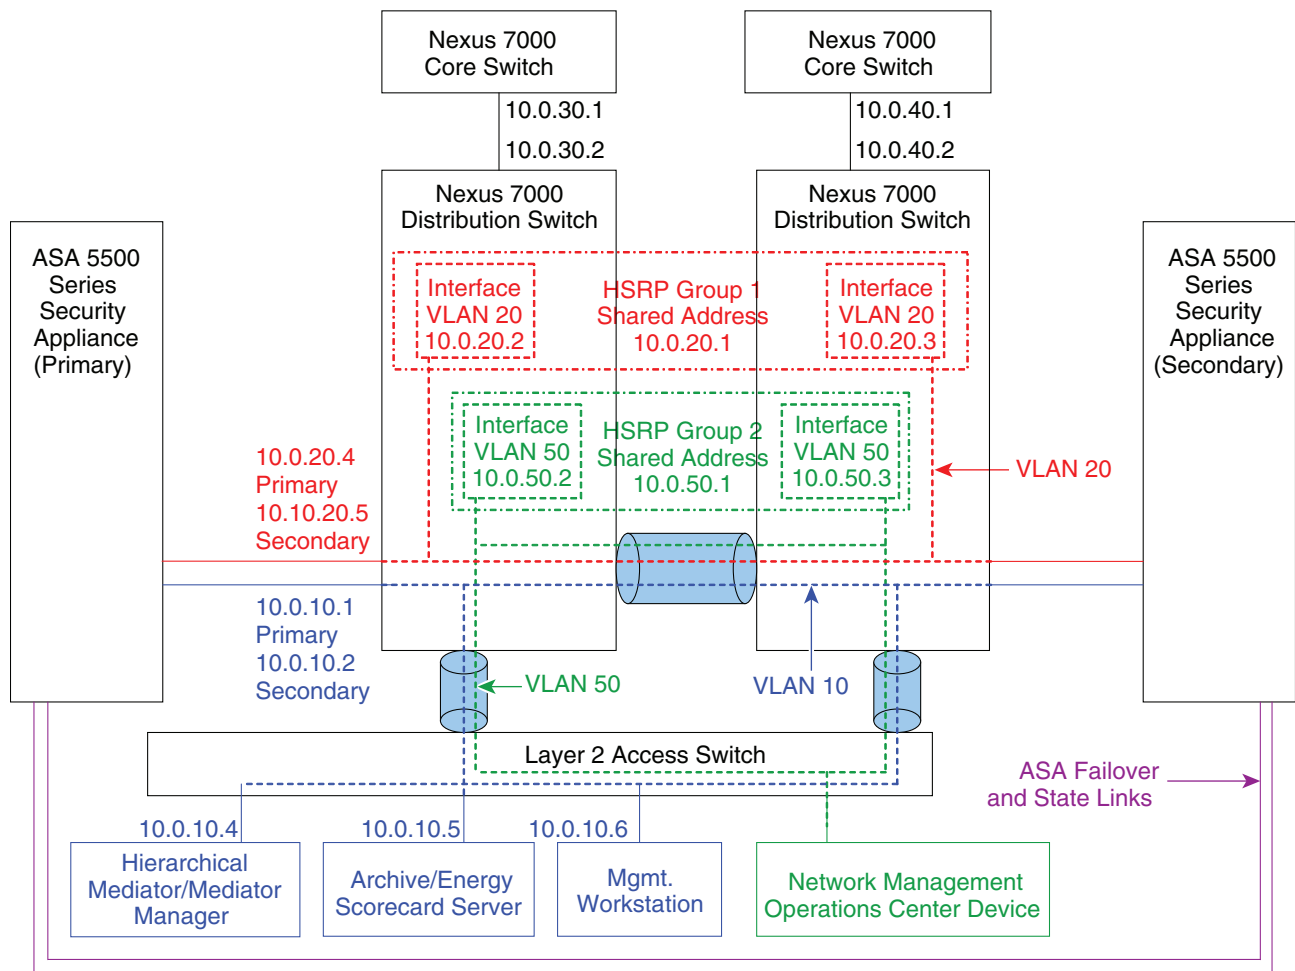 Nexus 7000
Core Switch
Nexus 7000
Core Switch
10.0.30.1
10.0.40.1
10.0.30.2
10.0.40.2
Nexus 7000
Distribution Switch
Nexus 7000
Distribution Switch
ASA 5500
Series
Security
Appliance
(Primary)
ASA 5500
Series
Security
Appliance
(Secondary)
Interface
VLAN 20
10.0.20.2
HSRP Group 1
Shared Address
10.0.20.1
Interface
VLAN 20
10.0.20.3
Interface
VLAN 50
10.0.50.2
HSRP Group 2
Shared Address
10.0.50.1
Interface
VLAN 50
10.0.50.3
10.0.20.4
Primary
10.10.20.5
Secondary
VLAN 20
10.0.10.1
Primary
10.0.10.2
Secondary
VLAN 50
VLAN 10
Layer 2 Access Switch
ASA Failover
and State Links
10.0.10.4
10.0.10.5
10.0.10.6
Hierarchical
Mediator/Mediator
Manager
Archive/Energy
Scorecard Server
Mgmt.
Workstation
Network Management
Operations Center Device